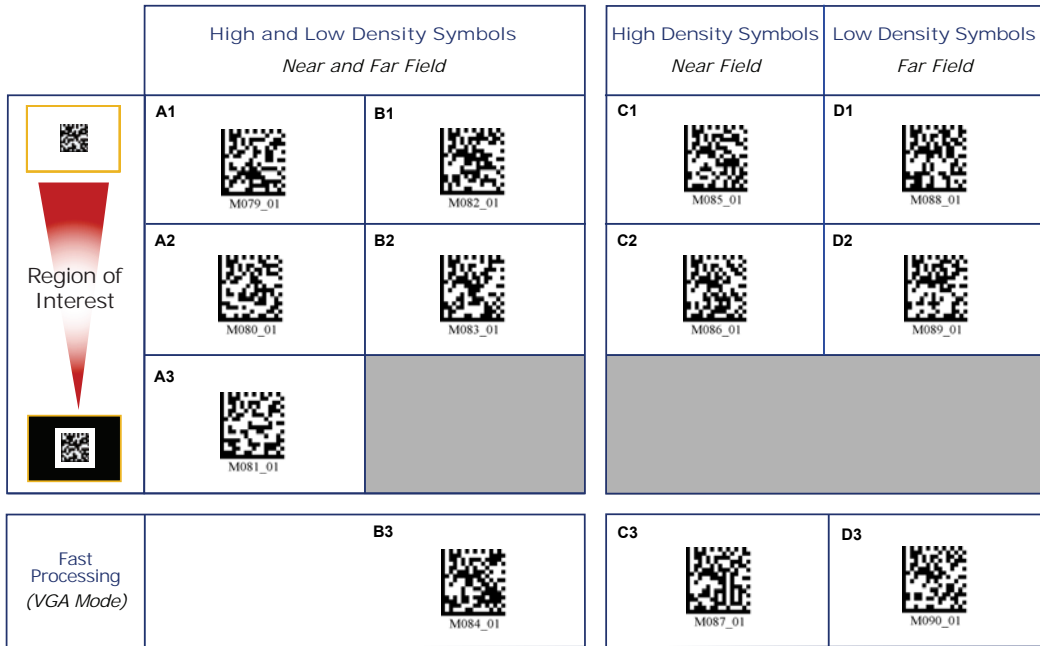 High and Low Density Symbols
Near and Far Field
High Density Symbols
Near Field
Low Density Symbols
Far Field
Region of
Interest
A1
M079_01
B1
M082_01
C1
M085_01
D1
M088_01
A2
M080_01
B2
M083_01
C2
M086_01
D2
M089_01
A3
M081_01
Fast
Processing
(VGA Mode)
B3
M084_01
C3
M087_01
D3
M090_01